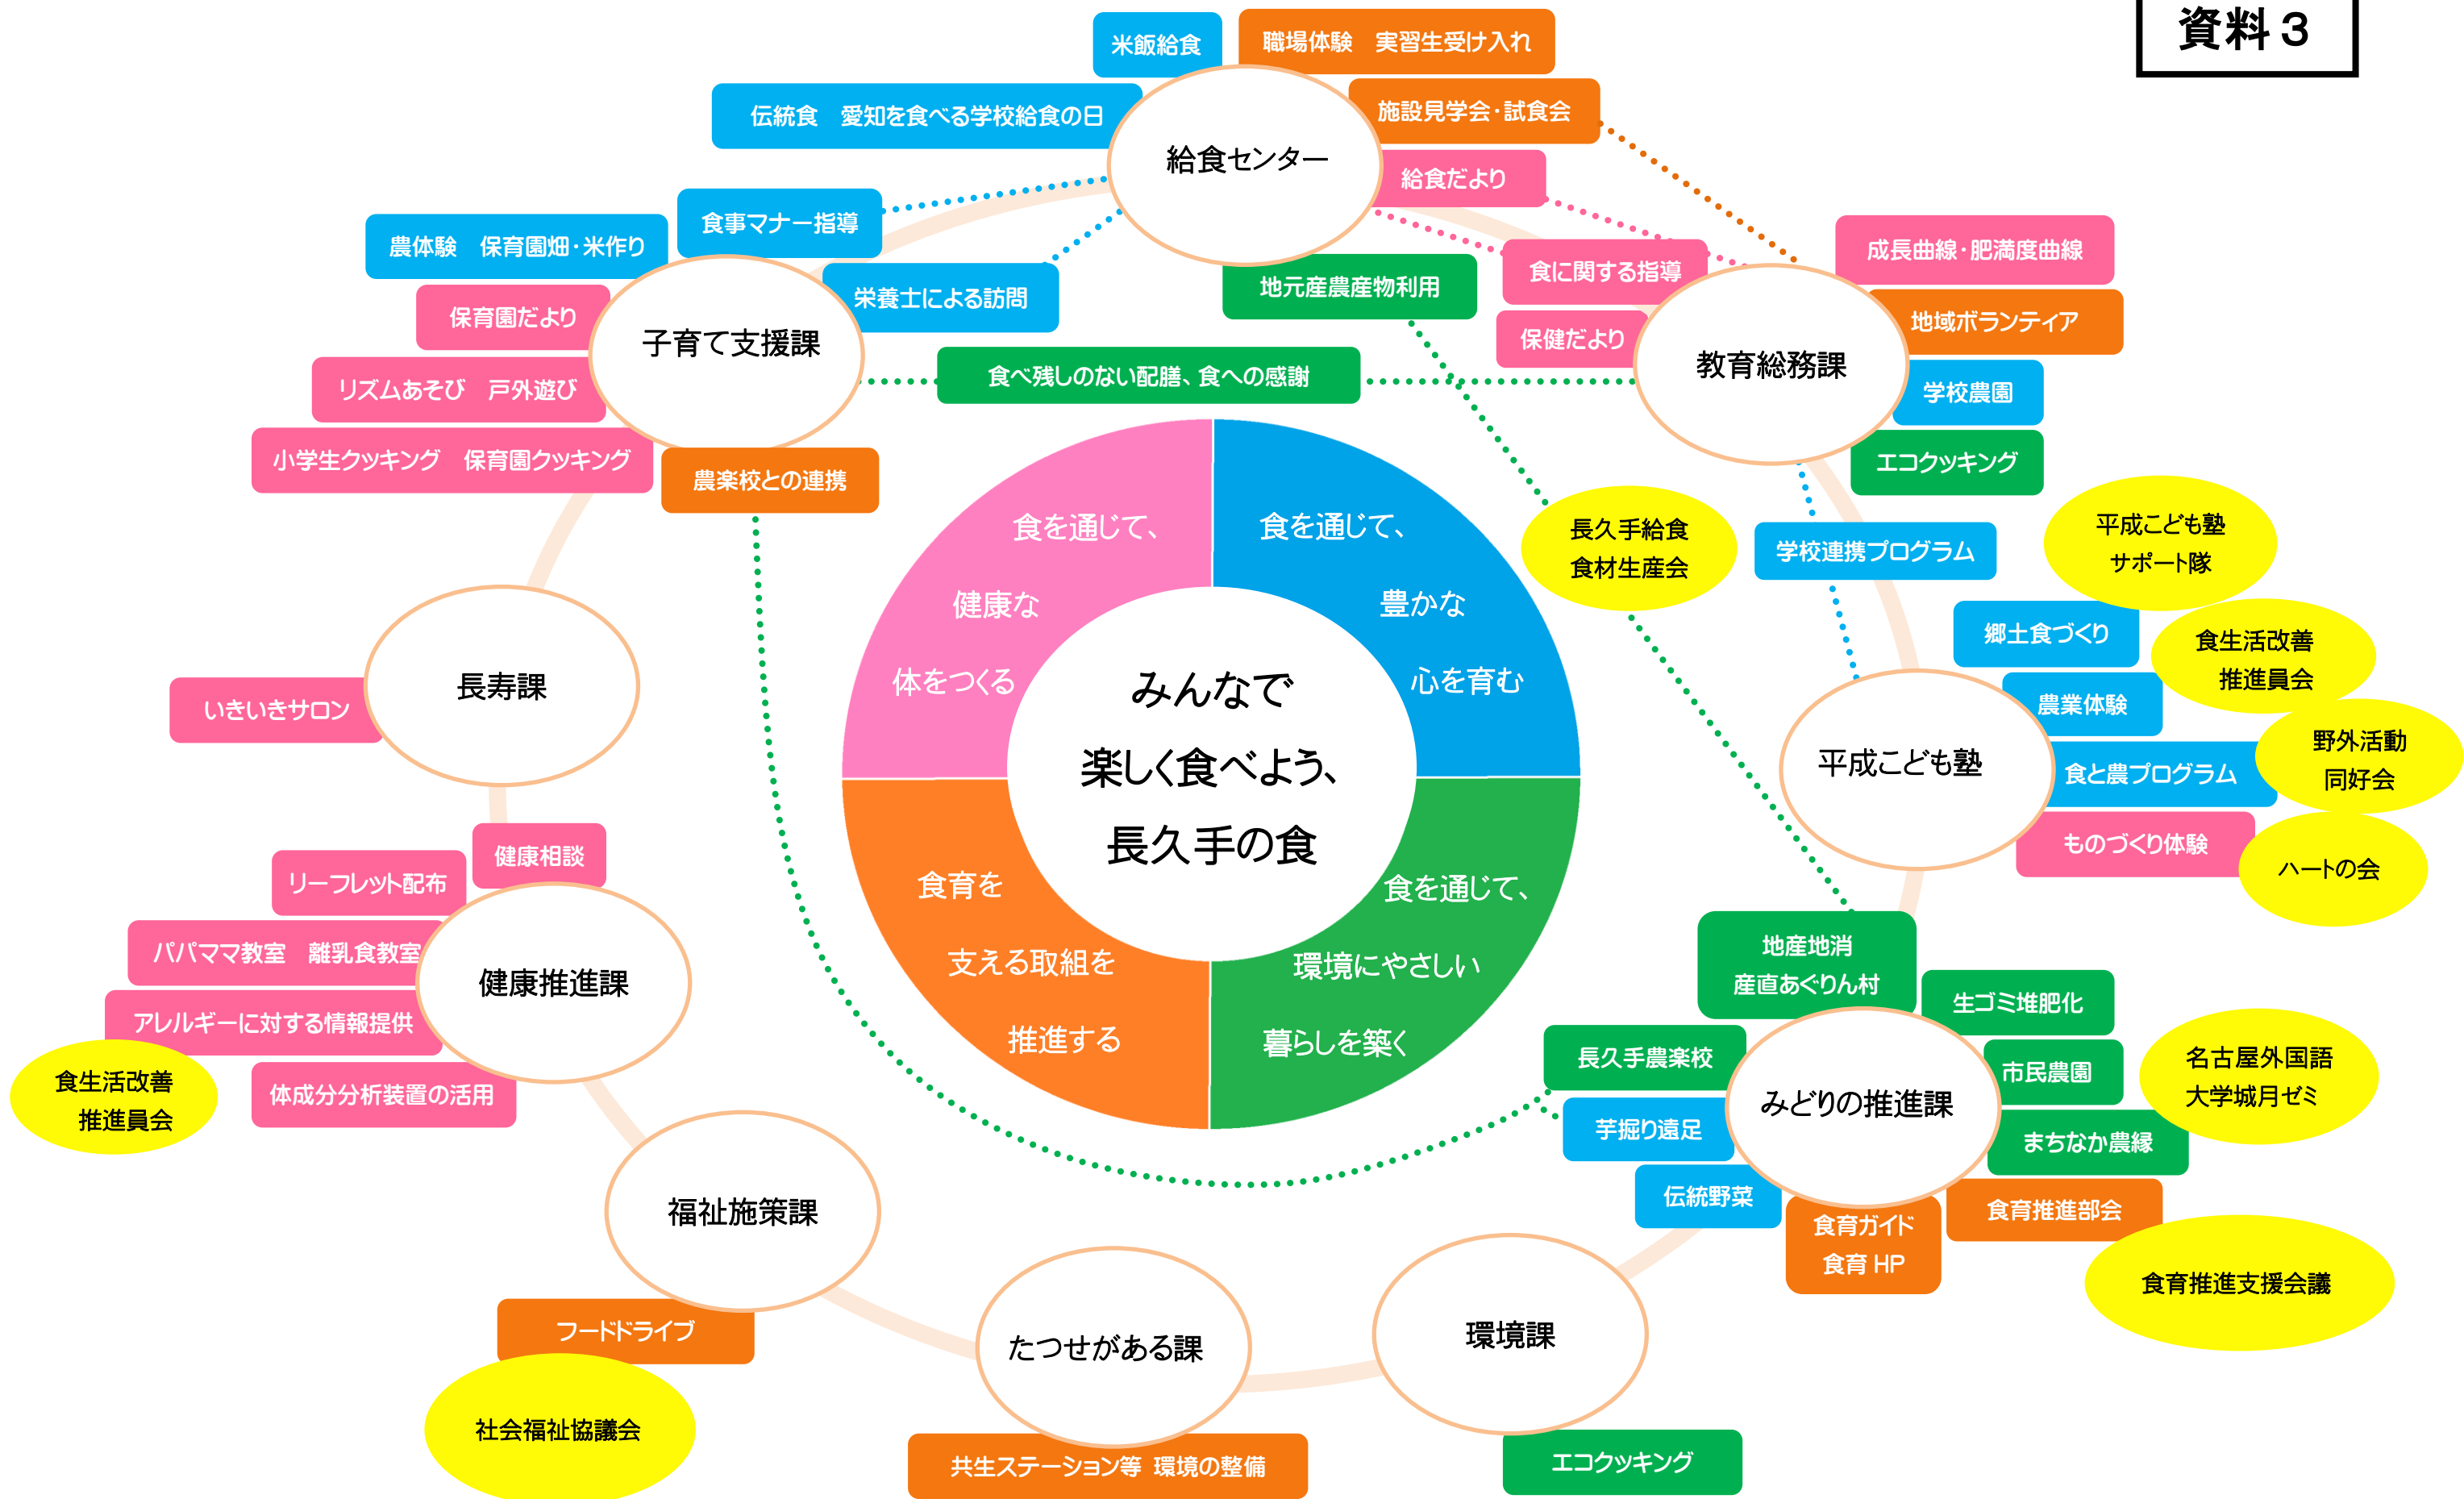 資料３
米飯給食
職場体験　実習生受け入れ
伝統食　愛知を食べる学校給食の日
施設見学会・試食会
給食センター
給食だより
食事マナー指導
農体験　保育園畑・米作り
栄養士による訪問
地元産農産物利用
食に関する指導
成長曲線・肥満度曲線
保育園だより
子育て支援課
保健だより
教育総務課
地域ボランティア
リズムあそび　戸外遊び
食べ残しのない配膳、食への感謝
学校農園
小学生クッキング　保育園クッキング
農楽校との連携
エコクッキング
食を通じて、
健康な
体をつくる
食を通じて、
豊かな
心を育む
みんなで
楽しく食べよう、
長久手の食
食育を
支える取組を
推進する
食を通じて、
環境にやさしい
暮らしを築く
長久手給食
食材生産会
学校連携プログラム
平成こども塾
サポート隊
郷土食づくり
食生活改善
推進員会
農業体験
平成こども塾
食と農プログラム
野外活動
同好会
ものづくり体験
ハートの会
長寿課
いきいきサロン
健康相談
リーフレット配布
パパママ教室　離乳食教室
健康推進課
アレルギーに対する情報提供
食生活改善
推進員会
体成分分析装置の活用
地産地消
産直あぐりん村
生ゴミ堆肥化
長久手農楽校
市民農園
名古屋外国語
大学城月ゼミ
みどりの推進課
芋掘り遠足
まちなか農縁
伝統野菜
食育ガイド
食育 HP
食育推進部会
食育推進支援会議
福祉施策課
フードドライブ
社会福祉協議会
たつせがある課
共生ステーション等 環境の整備
環境課
エコクッキング